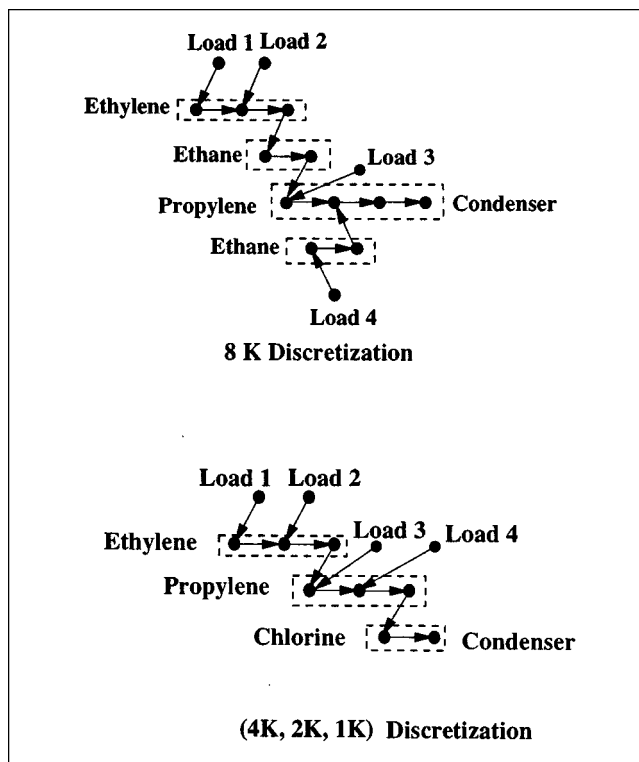 Load 1 Load 2
Ethylene
Ethane
Load 3
Propylene
Condenser
Ethane
Load 4
8 K Discretization
Load 1 Load 2
Ethylene
Load 3
Load 4
Propylene
Chlorine
Condenser
(4K, 2K, 1K) Discretization